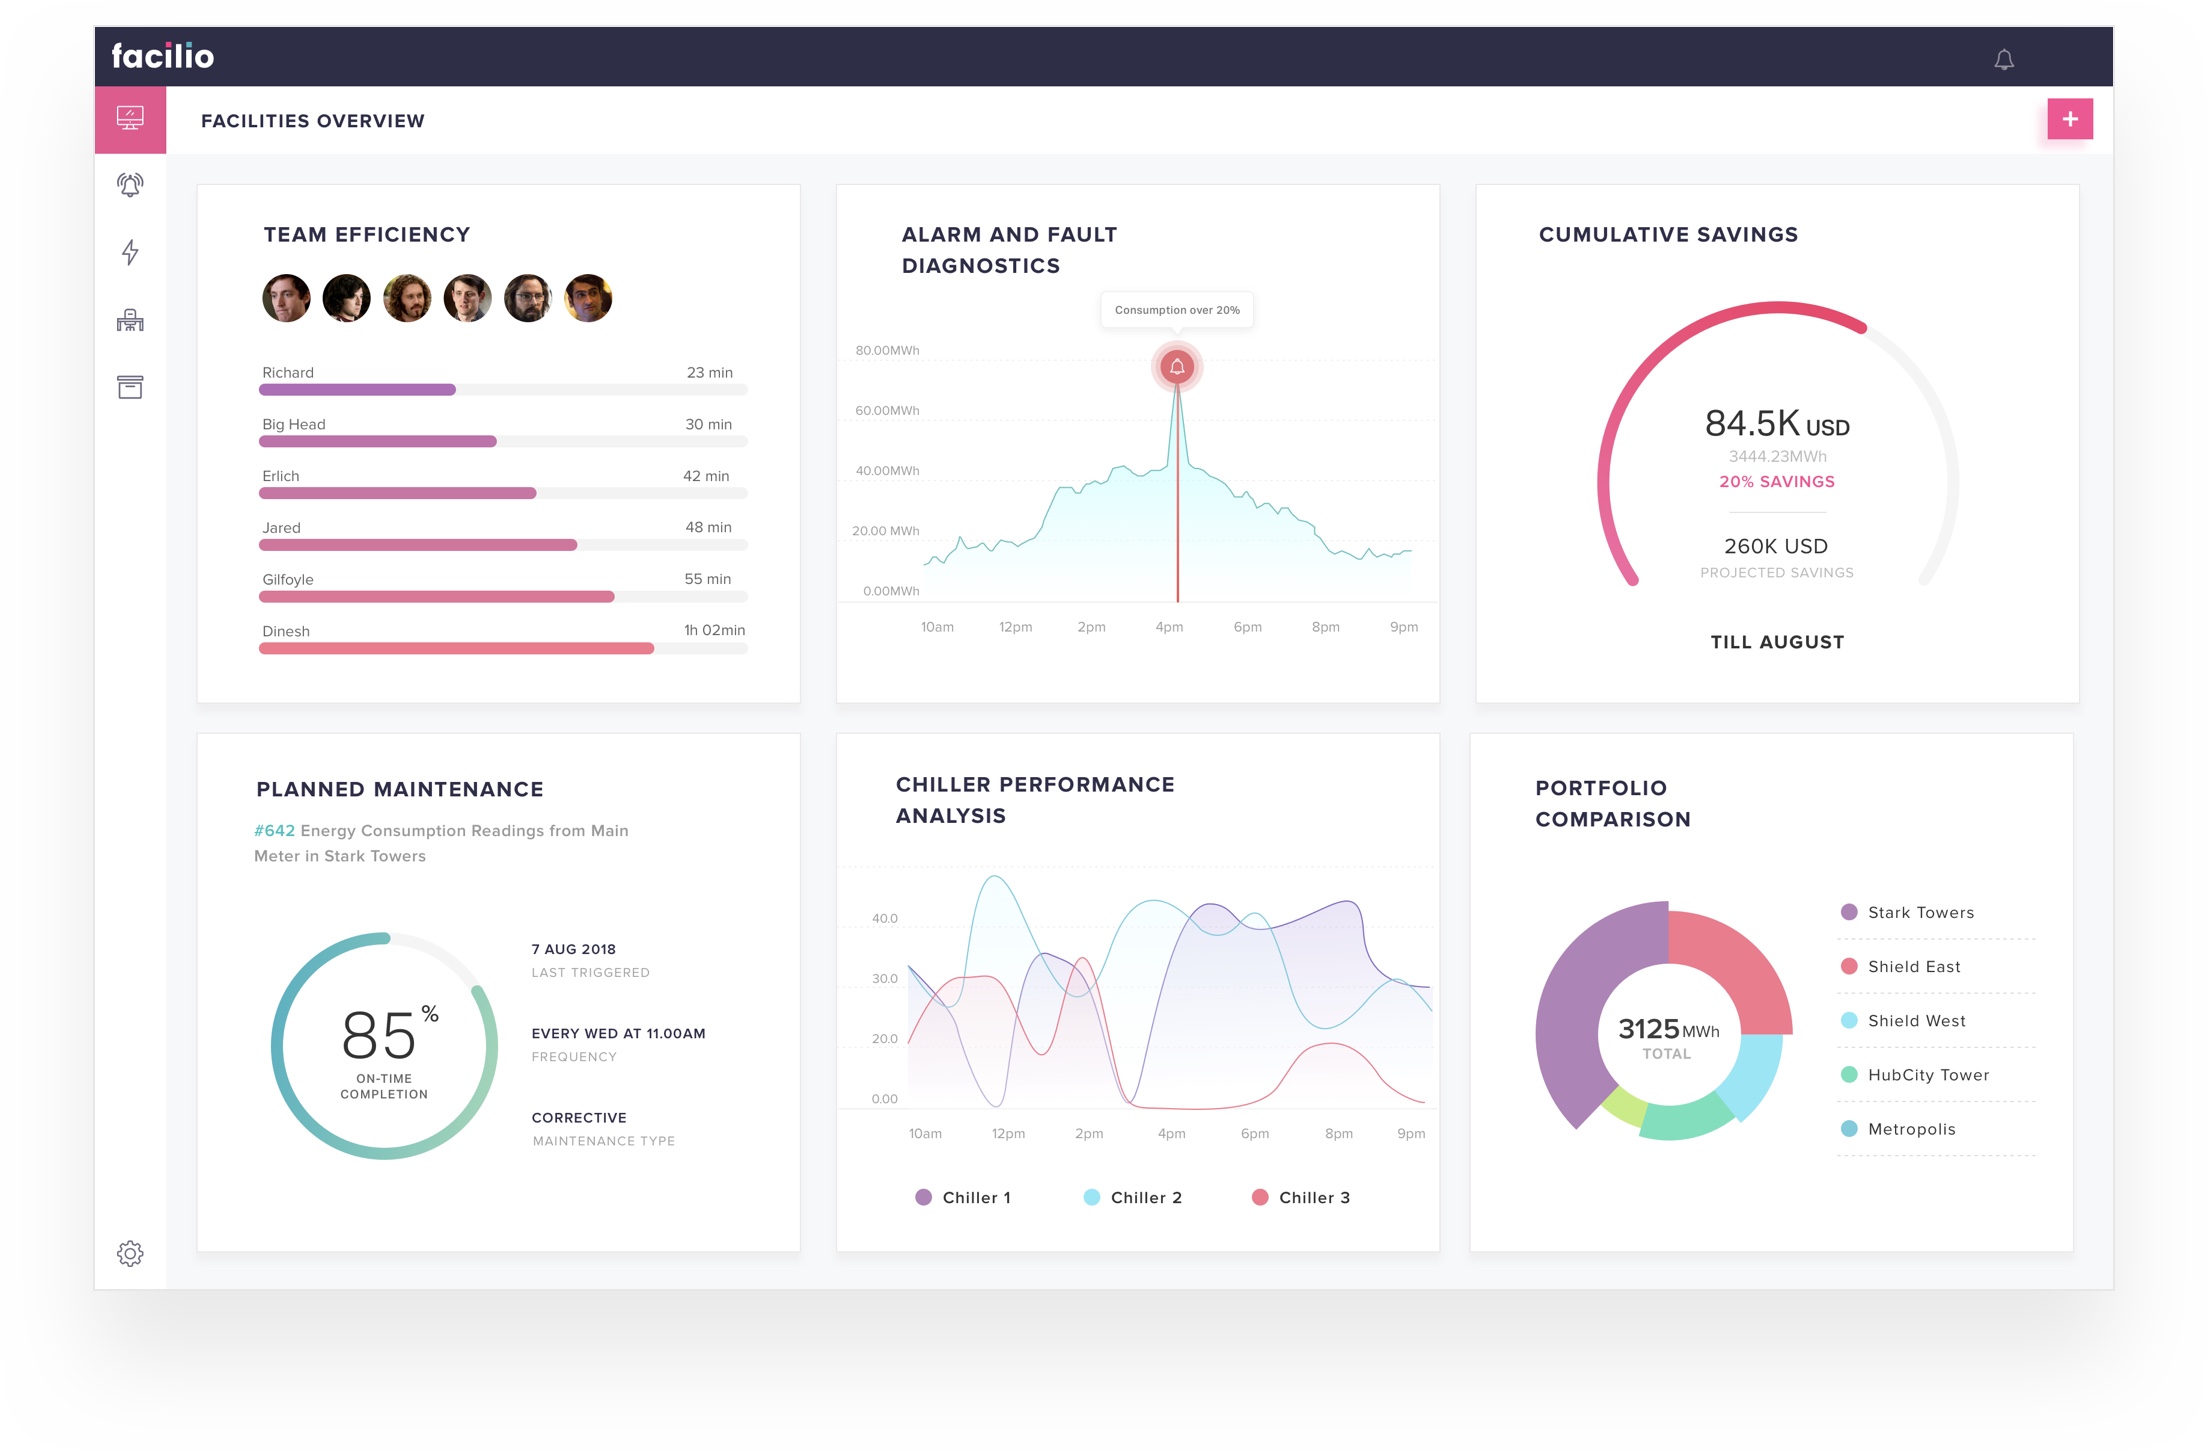 facilio
FACILITIES OVERVIEW
TEAM EFFICIENCY
Richard 23 min
Big Head 30 min
Erlich 42 min
Jared 48 min
Gilfoyle 55 min
Dinesh 1h 02min
ALARM AND FAULT
DIAGNOSTICS
Consumption over 20%
80.00MWh
60.00MWh
40.00MWh
20.00 MWh
0.00MWh
10am 12pm 2pm 4pm 6pm 8pm 9pm
CUMULATIVE SAVINGS
84.5K USD
3444.23MWh
20% SAVINGS
260K USD
PROJECTED SAVINGS
TILL AUGUST
PLANNED MAINTENANCE
#642 Energy Consumption Readings from Main
Meter in Stark Towers
85%
ON-TIME
COMPLETION
7 AUG 2018
LAST TRIGGERED
EVERY WED AT 11.00AM
FREQUENCY
CORRECTIVE
MAINTENANCE TYPE
CHILLER PERFORMANCE
ANALYSIS
40.0
30.0
20.0
0.00
10am 12pm 2pm 4pm 6pm 8pm 9pm
Chiller 1 Chiller 2 Chiller 3
PORTFOLIO
COMPARISON
3125MWh
TOTAL
Stark Towers
Shield East
Shield West
HubCity Tower
Metropolis